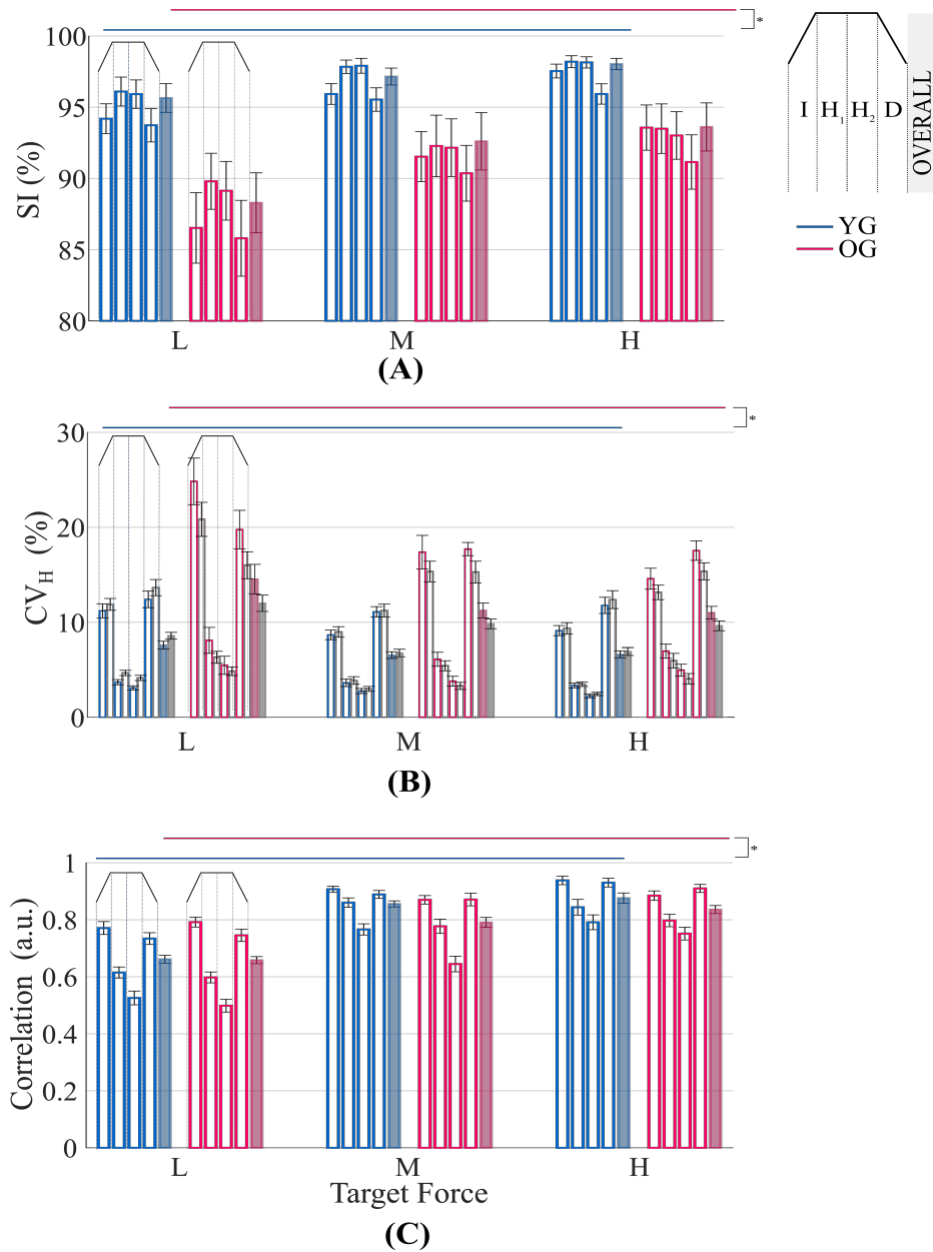 *
100
95
90
85
80
SI (%)
L
M
H
(A)
I
H1
H2
D
OVERALL
YG
OG
*
30
20
10
0
CVH (%)
L
M
H
(B)
*
1
0.8
0.6
0.4
0.2
0
Correlation (a.u.)
L
M
H
Target Force
(C)